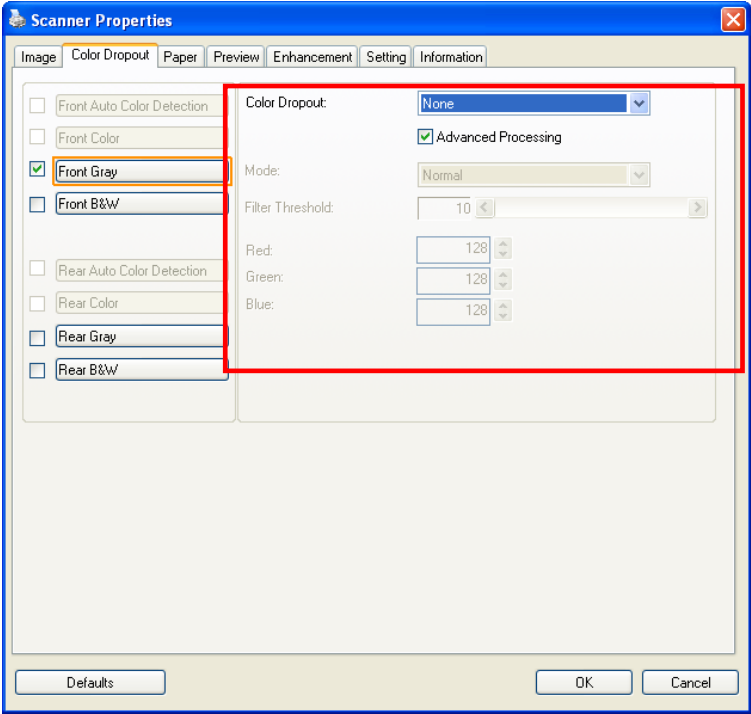 Scanner Properties
Image Color Dropout Paper Preview Enhancement Setting Information
Front Auto Color Detection
Front Color
Front Gray
Front B&W
Rear Auto Color Detection
Rear Color
Rear Gray
Rear B&W
Color Dropout: None
Advanced Processing
Mode: Normal
Filter Threshold: 10
Red: 128
Green: 128
Blue: 128
Defaults OK Cancel